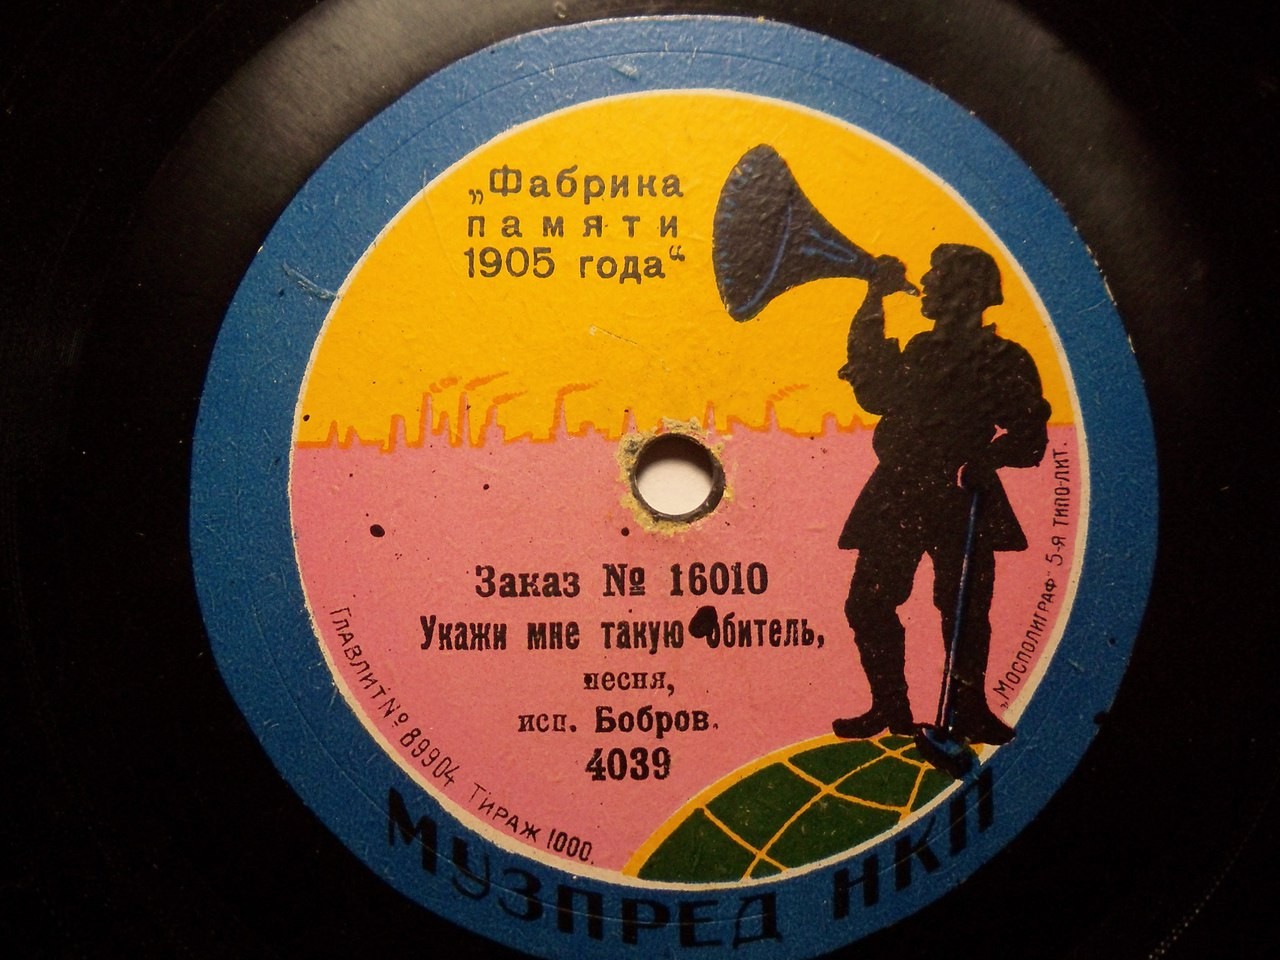 „Фабрика
памяти
1905 года“
Заказ № 16010
Укажи мне такую обитель,
песня,
исп. Бобров.
4039
Главлит № 89904 Тираж 1000.
„Мосполиграф" 5-я типо-лит.
МУЗПРЕД НКП